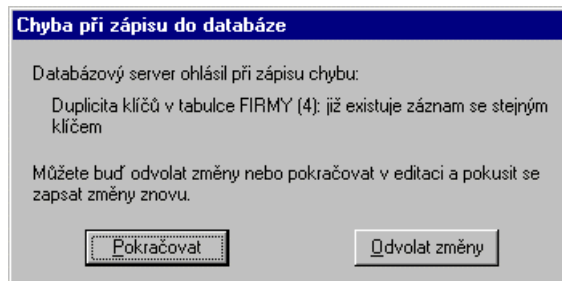 Chyba při zápisu do databáze
Databázový server ohlásil při zápisu chybu:
Duplicita klíčů v tabulce FIRMY (4): již existuje záznam se stejným
klíčem
Můžete buď odvolat změny nebo pokračovat v editaci a pokusit se
zapsat změny znovu.
Pokračovat
Odvolat změny